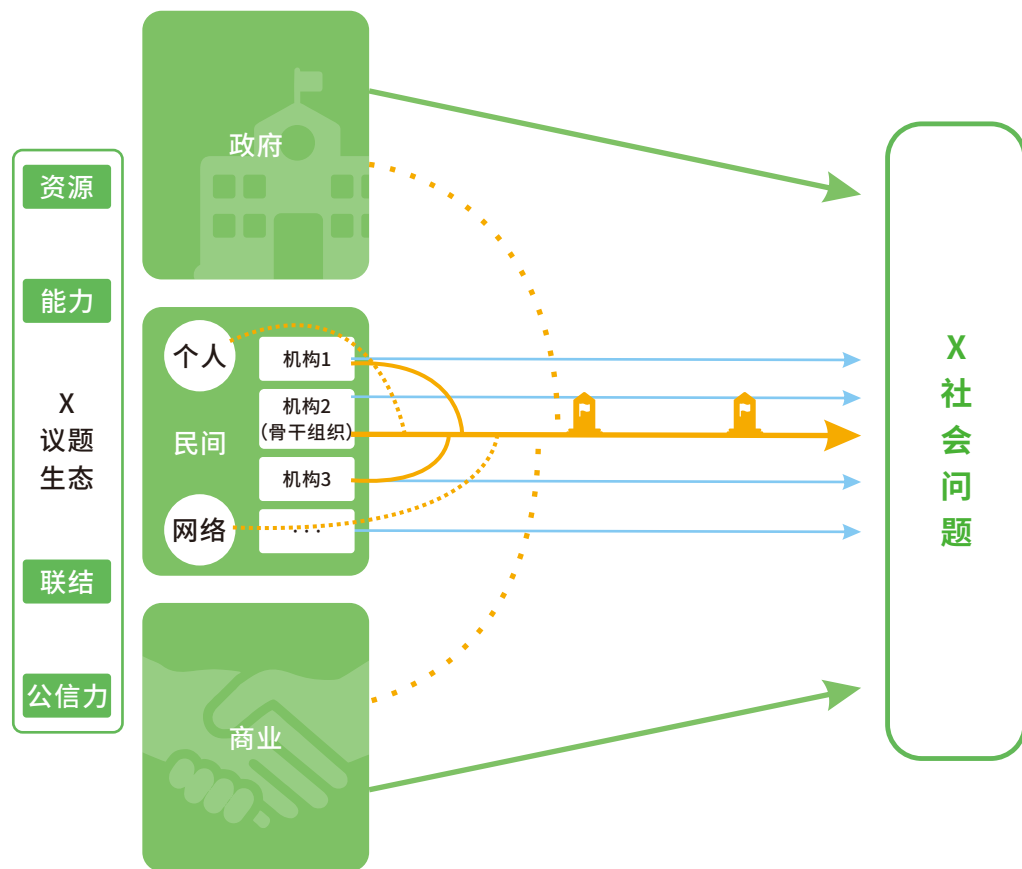 资源
能力
X
议题
生态
联结
公信力
政府
个人
民间
网络
机构1
机构2
(骨干组织)
机构3
···
商业
X
社
会
问
题